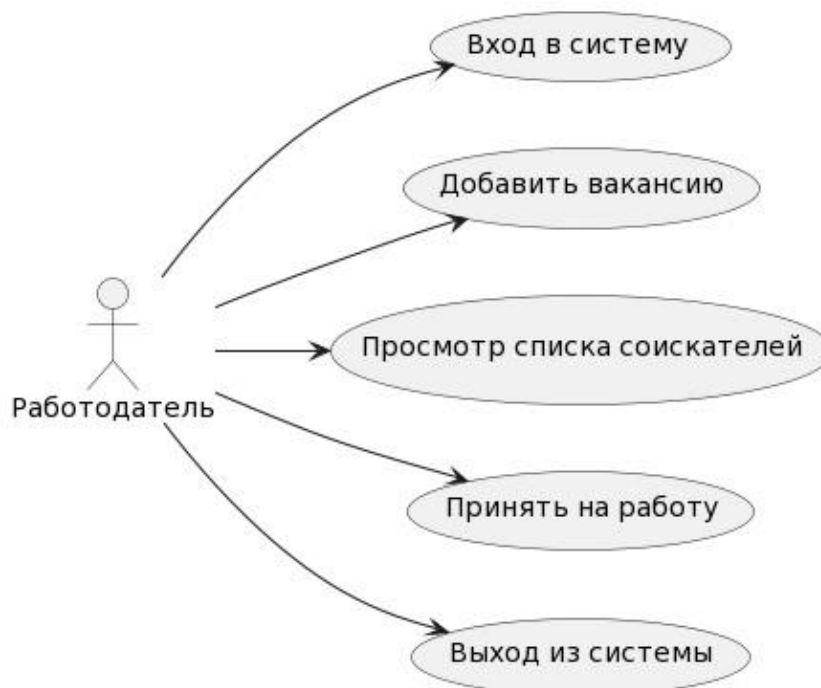 Вход в систему
Добавить вакансию
Просмотр списка соискателей
Работодатель
Принять на работу
Выход из системы